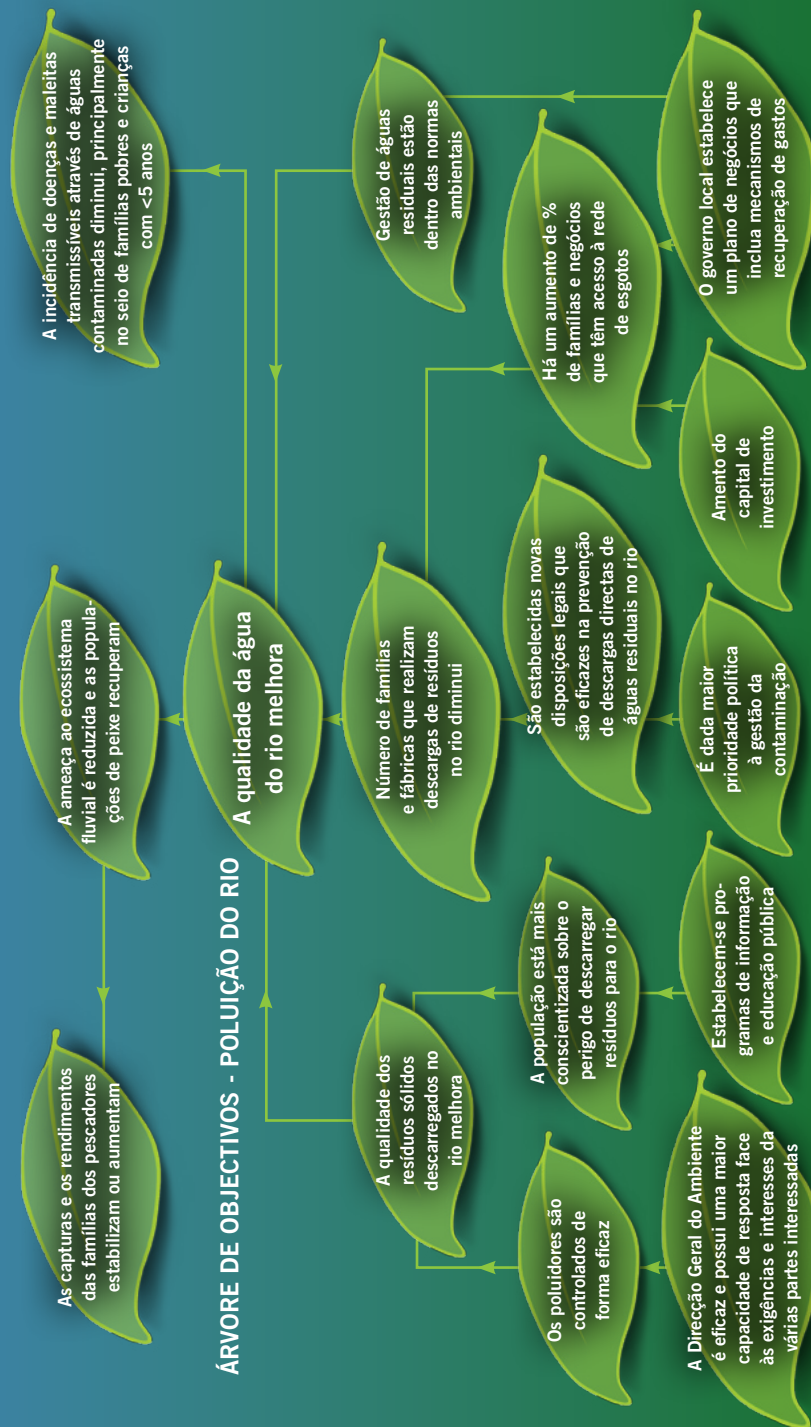 As capturas e os rendimentos
das famílias dos pescadores
estabilizam ou aumentam
A ameaça ao ecossistema
fluvial é reduzida e as popula-
ções de peixe recuperam
A incidência de doenças e maleitas
transmissíveis através de águas
contaminadas diminui, principalmente
no seio de famílias pobres e crianças
com <5 anos
ÁRVORE DE OBJECTIVOS - POLUIÇÃO DO RIO
A qualidade da água
do rio melhora
A qualidade dos
resíduos sólidos
descarregados no
rio melhora
Número de famílias
e fábricas que realizam
descargas de resíduos
no rio diminui
Gestão de águas
residuais estão
dentro das normas
ambientais
Os poluidores são
controlados de
forma eficaz
A população está mais
conscientizada sobre o
perigo de descarregar
resíduos para o rio
São estabelecidas novas
disposições legais que
são eficazes na prevenção
de descargas directas de
águas residuais no rio
Há um aumento de %
de famílias e negócios
que têm acesso à rede
de esgotos
A Direcção Geral do Ambiente
é eficaz e possui uma maior
capacidade de resposta face
às exigências e interesses da
várias partes interessadas
Estabelecem-se pro-
gramas de informação
e educação pública
É dada maior
prioridade política
à gestão da
contaminação
Amento do
capital de
investimento
O governo local estabelece
um plano de negócios que
inclua mecanismos de
recuperação de gastos